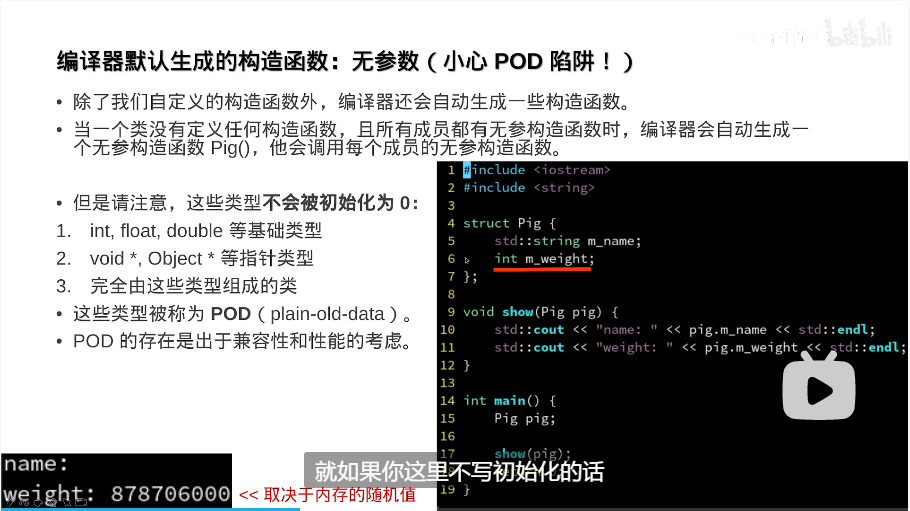 bilibili
编译器默认生成的构造函数：无参数（小心 POD 陷阱！）
• 除了我们自定义的构造函数外，编译器还会自动生成一些构造函数。
• 当一个类没有定义任何构造函数，且所有成员都有无参构造函数时，编译器会自动生成一
个无参构造函数 Pig()，他会调用每个成员的无参构造函数。
• 但是请注意，这些类型不会被初始化为 0：
1. int, float, double 等基础类型
2. void *, Object * 等指针类型
3. 完全由这些类型组成的类
• 这些类型被称为 POD（plain-old-data）。
• POD 的存在是出于兼容性和性能的考虑。
1 #include <iostream>
2 #include <string>
3
4 struct Pig {
5     std::string m_name;
6     int m_weight;
7 };
8
9 void show(Pig pig) {
10     std::cout << "name: " << pig.m_name << std::endl;
11     std::cout << "weight: " << pig.m_weight << std::endl;
12 }
13
14 int main() {
15     Pig pig;
16
17     show(pig);
19 }
name:
weight: 878706000
<< 取决于内存的随机值
就如果你这里不写初始化的话